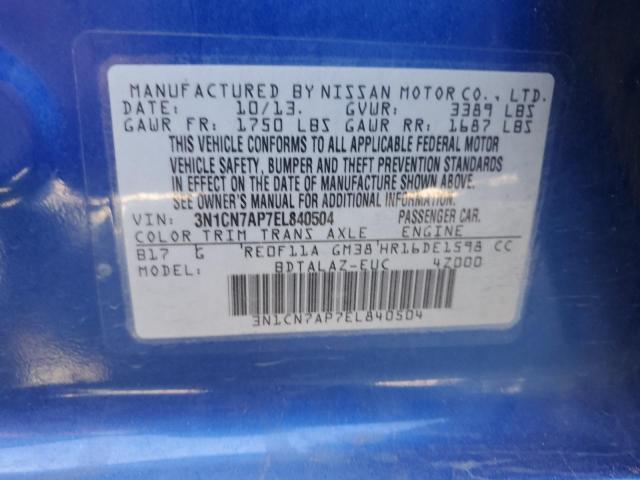 MANUFACTURED BY NISSAN MOTOR CO., LTD.
DATE: 10/13. GVWR: 3389 LBS
GAWR FR: 1750 LBS GAWR RR: 1687 LBS
THIS VEHICLE CONFORMS TO ALL APPLICABLE FEDERAL MOTOR
VEHICLE SAFETY, BUMPER AND THEFT PREVENTION STANDARDS
IN EFFECT ON THE DATE OF MANUFACTURE SHOWN ABOVE.
SEE OWNER'S MANUAL FOR ADDITIONAL INFORMATION.
VIN: 3N1CN7AP7EL840504 PASSENGER CAR.
COLOR TRIM TRANS AXLE ENGINE
B17 G RE0F11A GM38 HR16DE1598 CC
MODEL: BDTALAZ-EUC 4Z000
3N1CN7AP7EL840504